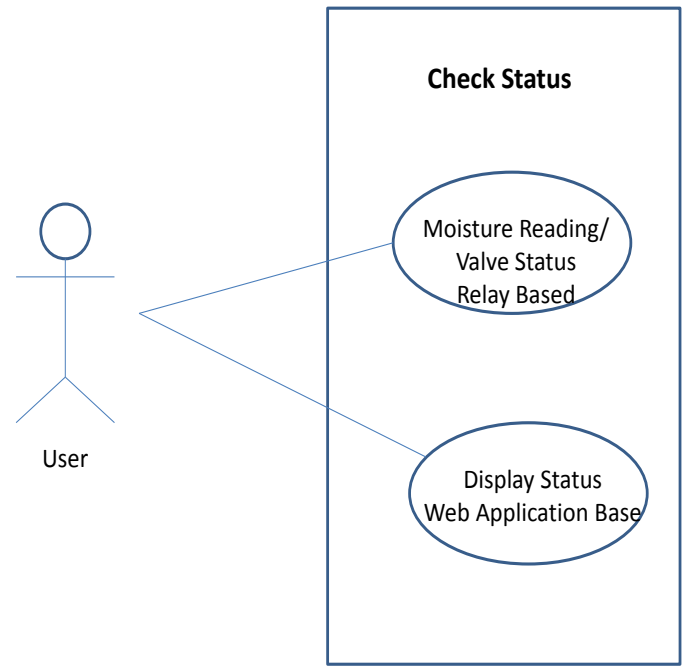 Check Status
Moisture Reading/
Valve Status
Relay Based
User
Display Status
Web Application Base